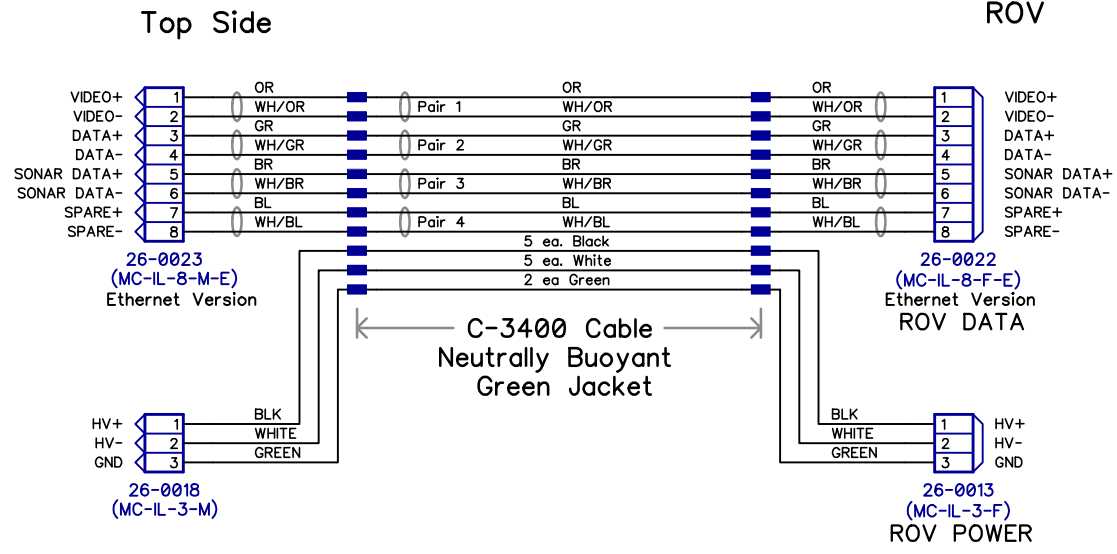 Top Side
ROV
VIDEO+ 1 OR OR OR 1 VIDEO+
VIDEO- 2 WH/OR Pair 1 WH/OR WH/OR 2 VIDEO-
DATA+ 3 GR GR GR 3 DATA+
DATA- 4 WH/GR Pair 2 WH/GR WH/GR 4 DATA-
SONAR DATA+ 5 BR BR BR 5 SONAR DATA+
SONAR DATA- 6 WH/BR Pair 3 WH/BR WH/BR 6 SONAR DATA-
SPARE+ 7 BL BL BL 7 SPARE+
SPARE- 8 WH/BL Pair 4 WH/BL WH/BL 8 SPARE-
5 ea. Black
5 ea. White
2 ea Green
26-0023
(MC-IL-8-M-E)
Ethernet Version
26-0022
(MC-IL-8-F-E)
Ethernet Version
ROV DATA
C-3400 Cable
Neutrally Buoyant
Green Jacket
HV+ 1 BLK BLK 1 HV+
HV- 2 WHITE WHITE 2 HV-
GND 3 GREEN GREEN 3 GND
26-0018
(MC-IL-3-M)
26-0013
(MC-IL-3-F)
ROV POWER